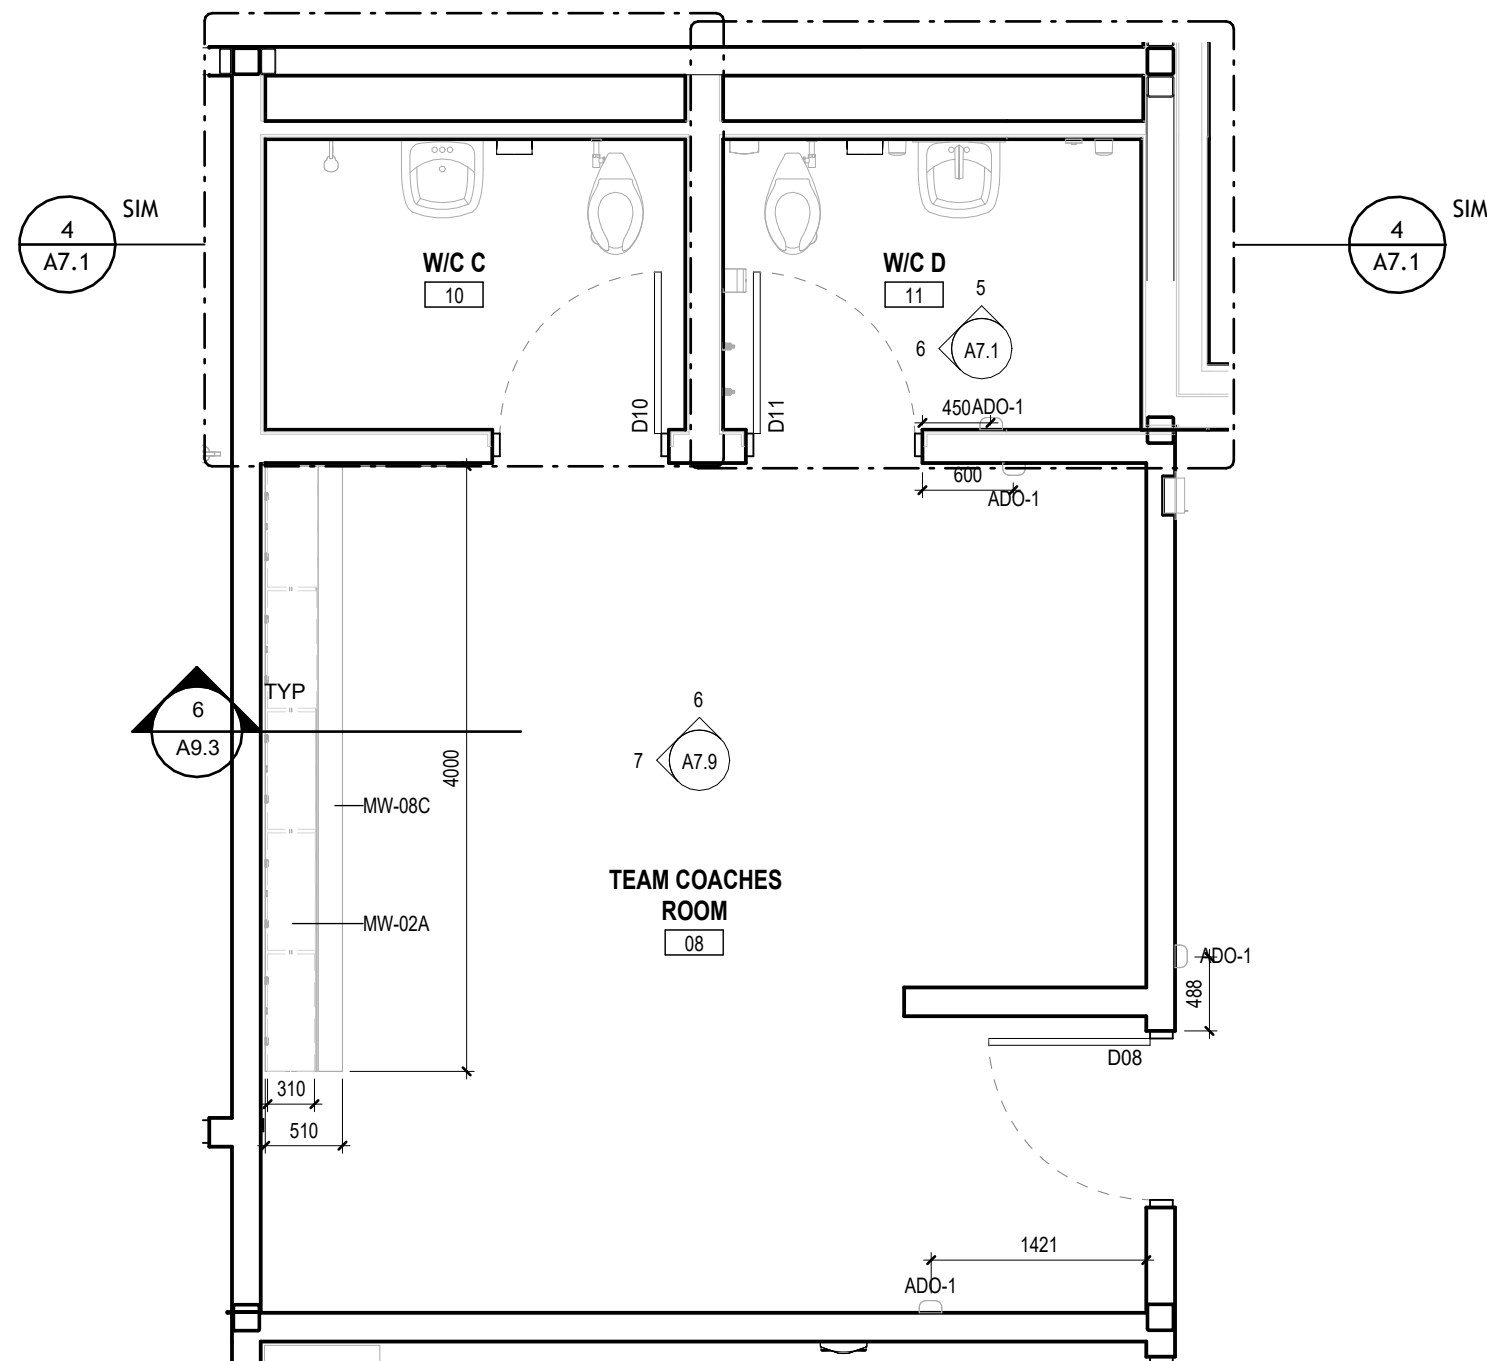 4
A7.1
SIM
4
A7.1
SIM
W/C C
10
W/C D
11
5
6
A7.1
D10
D11
450
ADO-1
600
ADO-1
6
A9.3
TYP
4000
6
7
A7.9
MW-08C
TEAM COACHES
ROOM
08
MW-02A
ADO-1
488
D08
310
510
1421
ADO-1